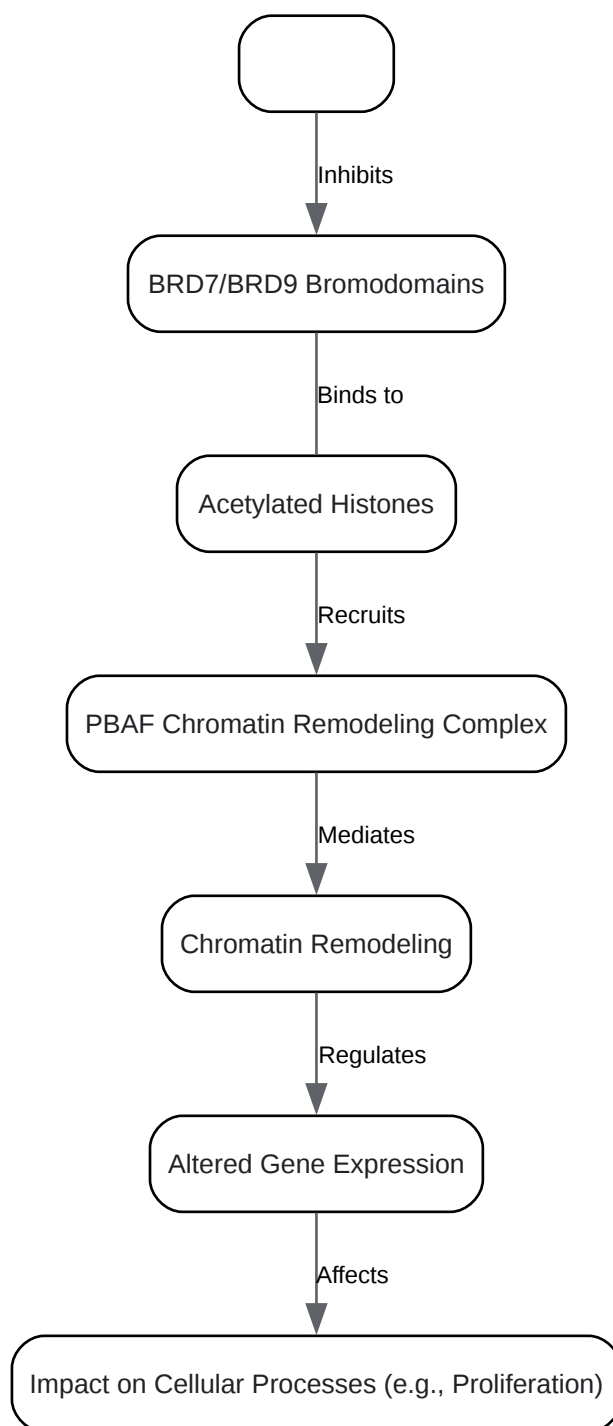 Inhibits
BRD7/BRD9 Bromodomains
Binds to
Acetylated Histones
Recruits
PBAF Chromatin Remodeling Complex
Mediates
Chromatin Remodeling
Regulates
Altered Gene Expression
Affects
Impact on Cellular Processes (e.g., Proliferation)